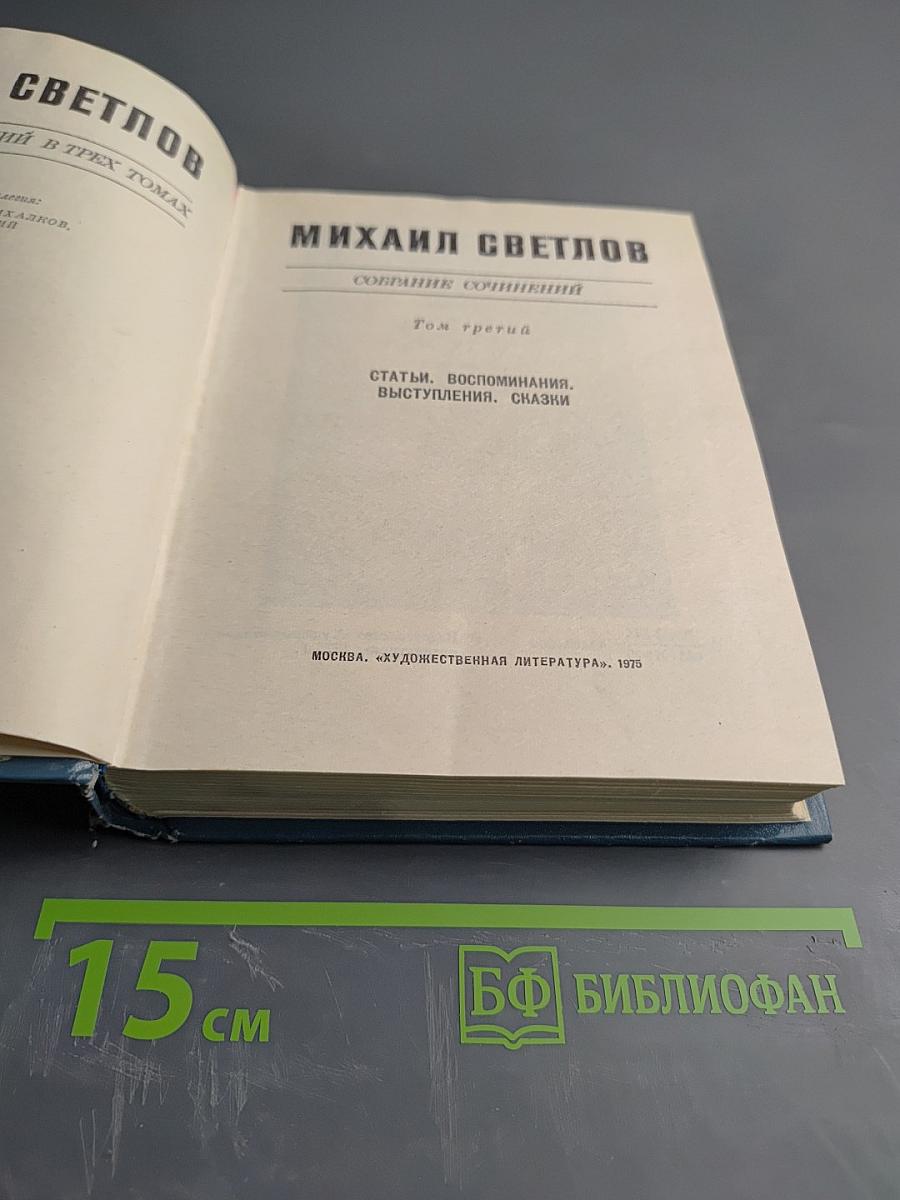 СВЕТЛОВ
В ТРЕХ ТОМАХ
МИХАИЛ СВЕТЛОВ
СОБРАНИЕ СОЧИНЕНИЙ
Том третий
СТАТЬИ. ВОСПОМИНАНИЯ.
ВЫСТУПЛЕНИЯ. СКАЗКИ
МОСКВА. «ХУДОЖЕСТВЕННАЯ ЛИТЕРАТУРА». 1975
15 см
БФ БИБЛИОФАН